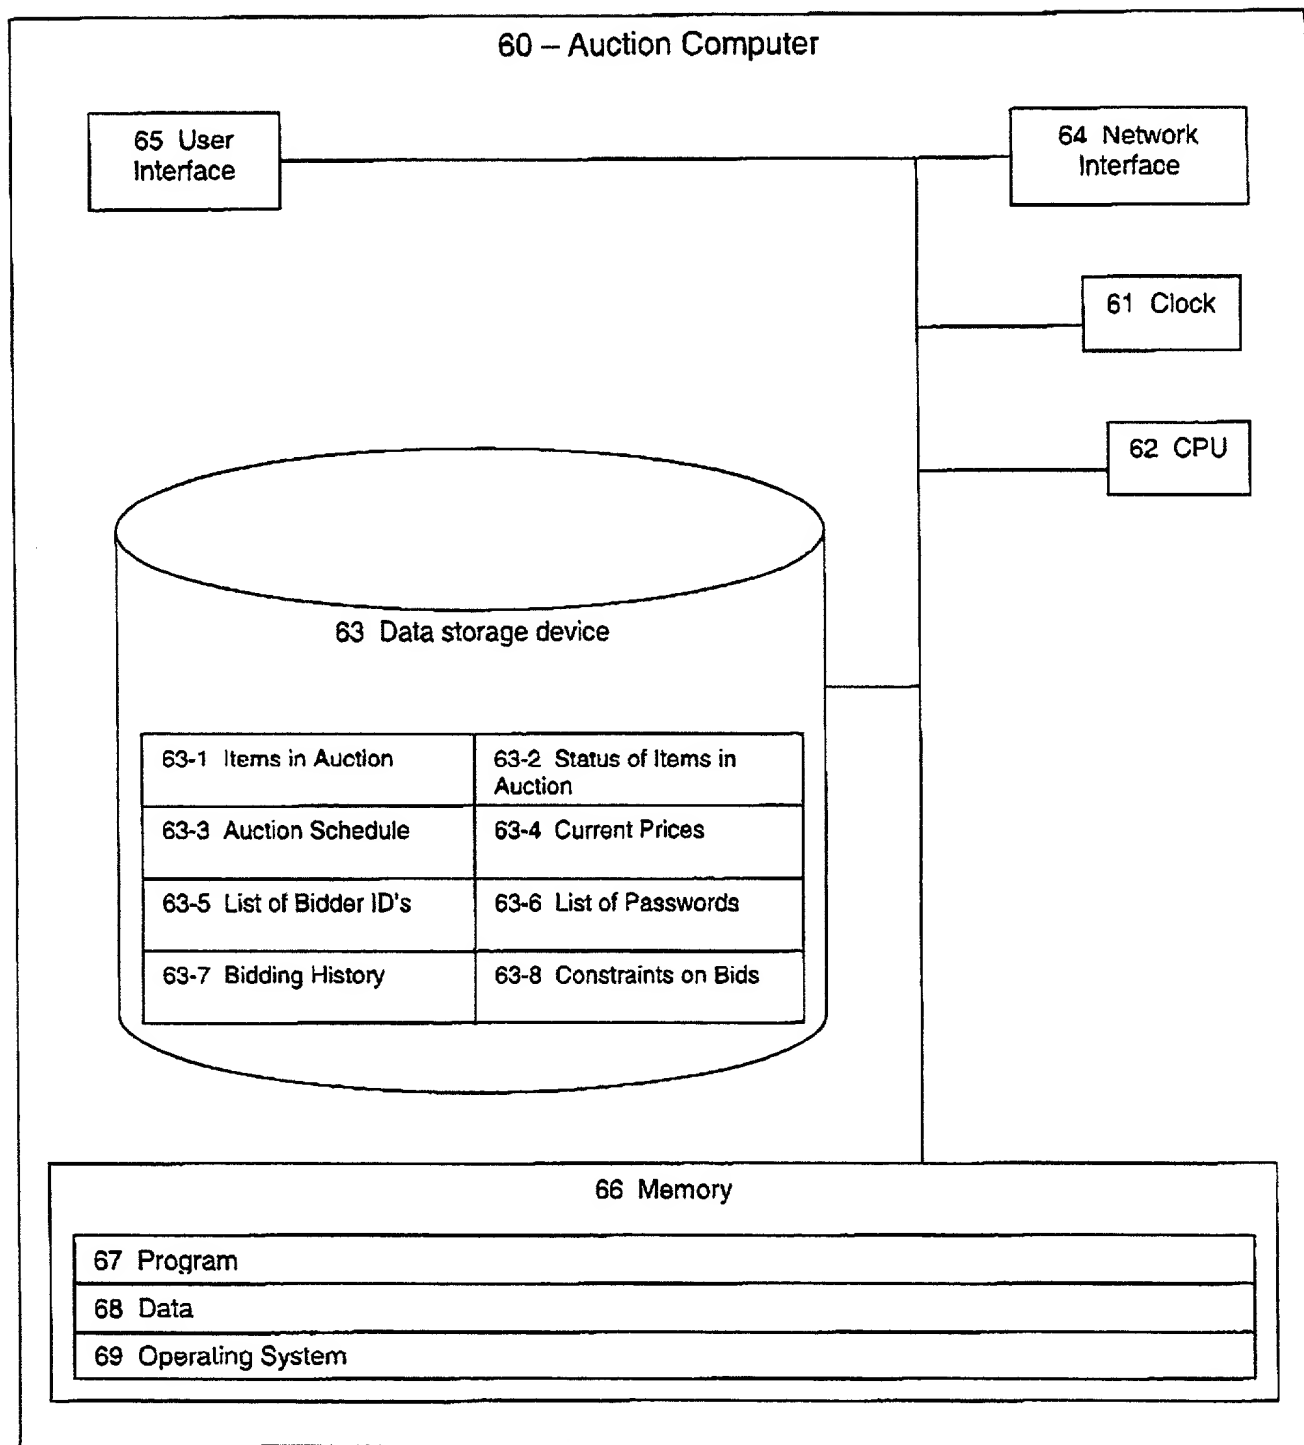 60 – Auction Computer
65 User
Interface
64 Network
Interface
61 Clock
62 CPU
63 Data storage device
63-1 Items in Auction
63-2 Status of Items in
Auction
63-3 Auction Schedule
63-4 Current Prices
63-5 List of Bidder ID's
63-6 List of Passwords
63-7 Bidding History
63-8 Constraints on Bids
66 Memory
67 Program
68 Data
69 Operating System